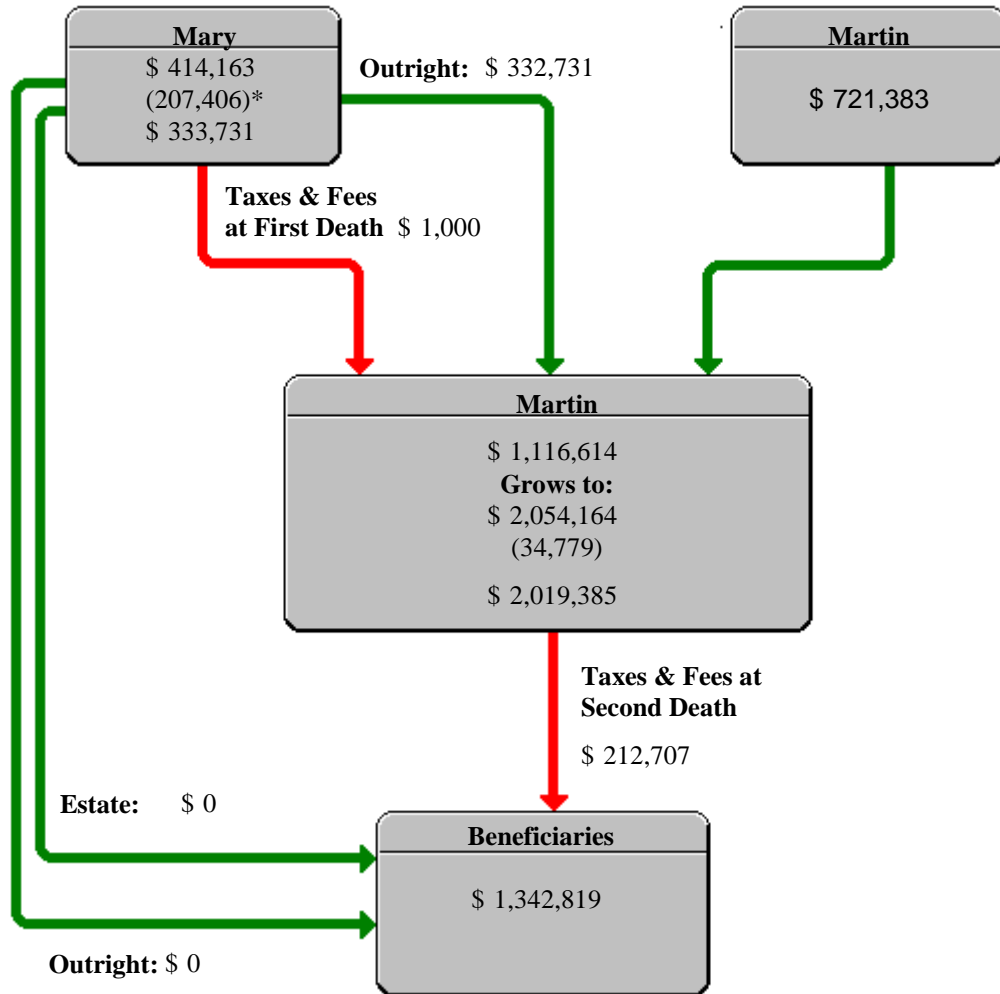 Mary
$ 414,163
(207,406)*
$ 333,731
Outright: $ 332,731
Martin
$ 721,383
Taxes & Fees
at First Death $ 1,000
Martin
$ 1,116,614
Grows to:
$ 2,054,164
(34,779)
$ 2,019,385
Taxes & Fees at
Second Death
$ 212,707
Estate: $ 0
Beneficiaries
$ 1,342,819
Outright: $ 0